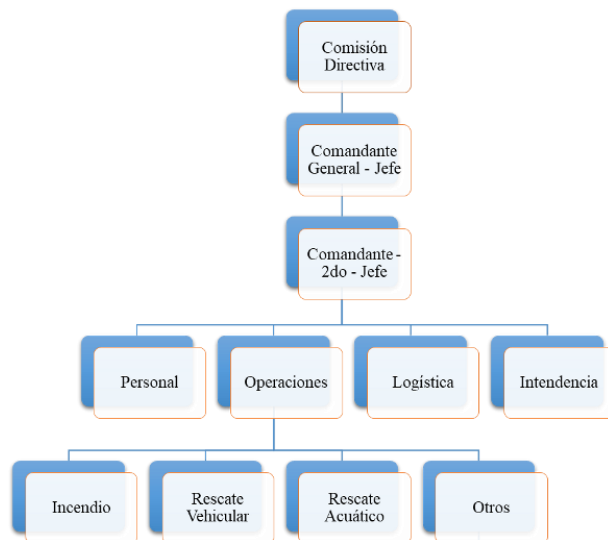 Comisión
Directiva
Comandante
General - Jefe
Comandante -
2do - Jefe
Personal
Operaciones
Logística
Intendencia
Incendio
Rescate
Vehicular
Rescate
Acuático
Otros